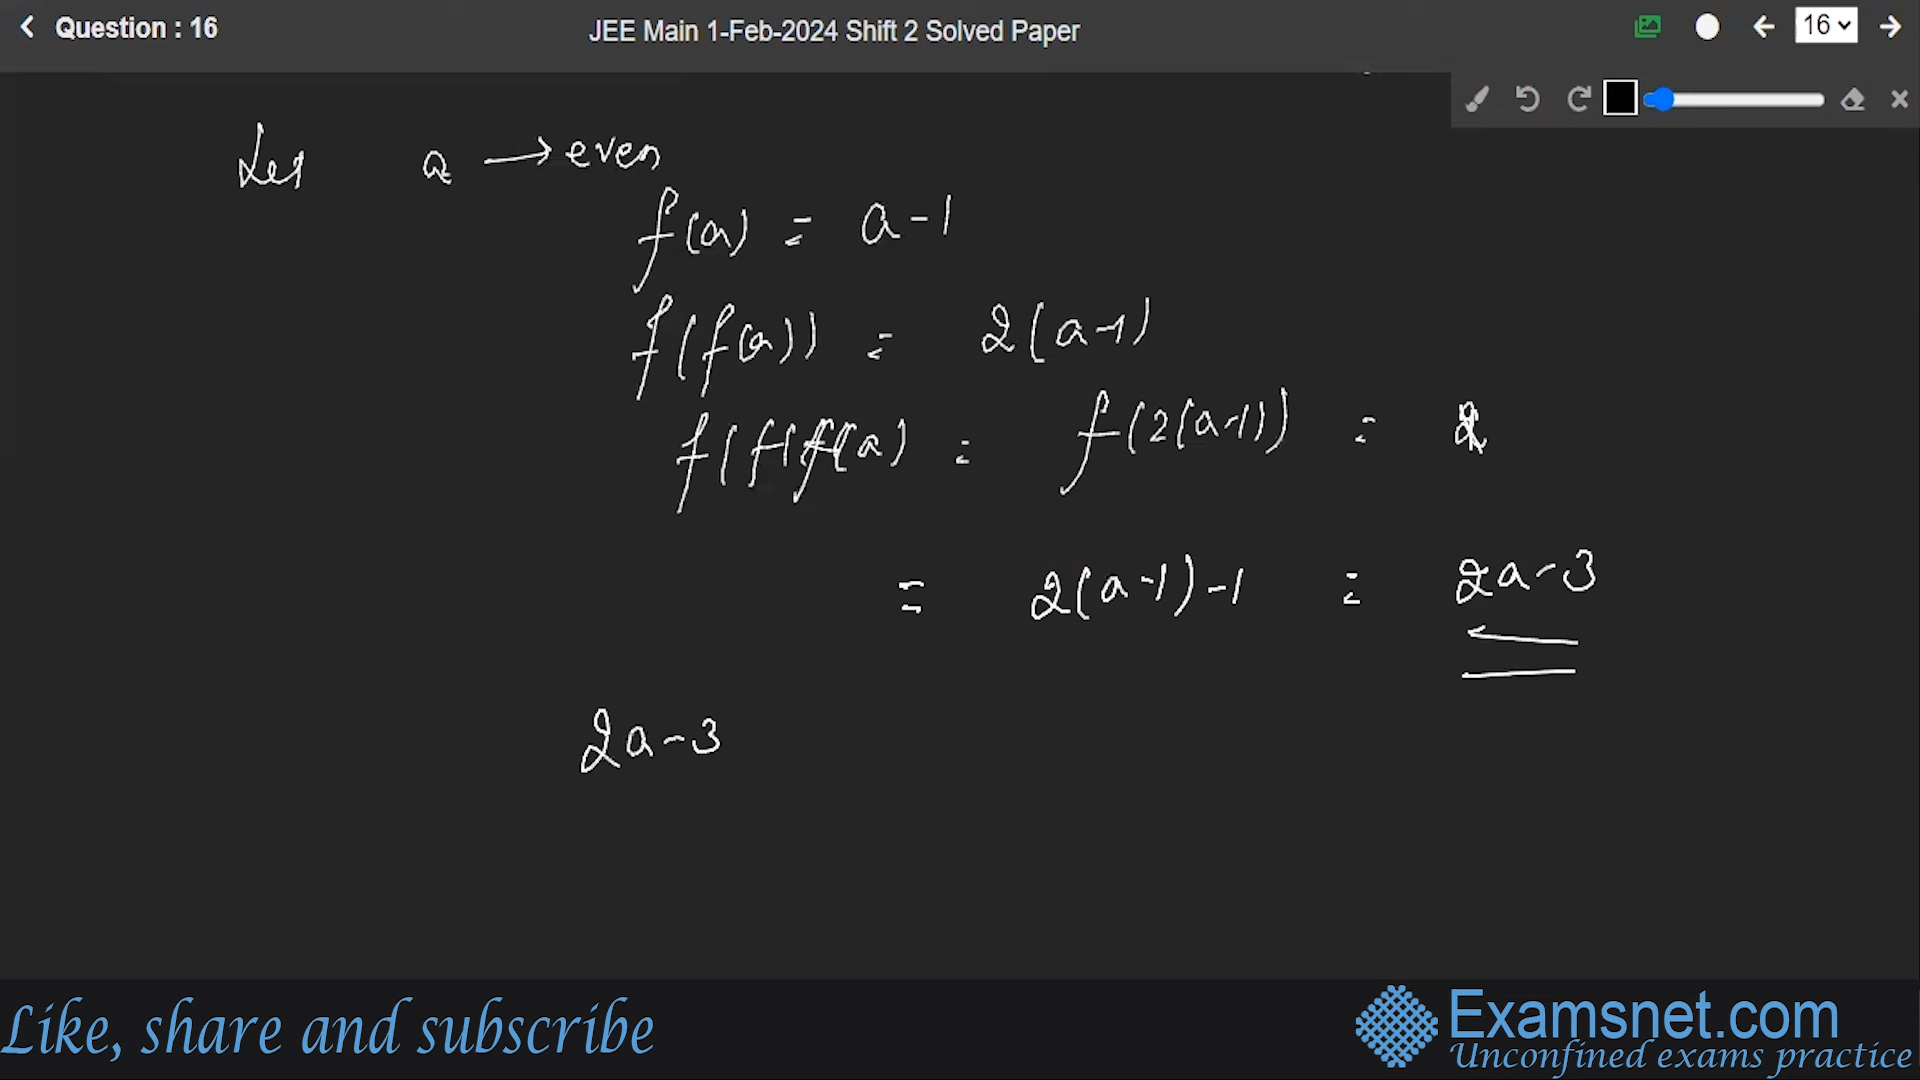 Question : 16
JEE Main 1-Feb-2024 Shift 2 Solved Paper
16
Let a → even
f(a) = a-1
f(f(a)) = 2(a-1)
f(f(f(a) = f(2(a-1)) =
= 2(a-1)-1 = 2a-3
2a-3
Like, share and subscribe
Examsnet.com
Unconfined exams practice